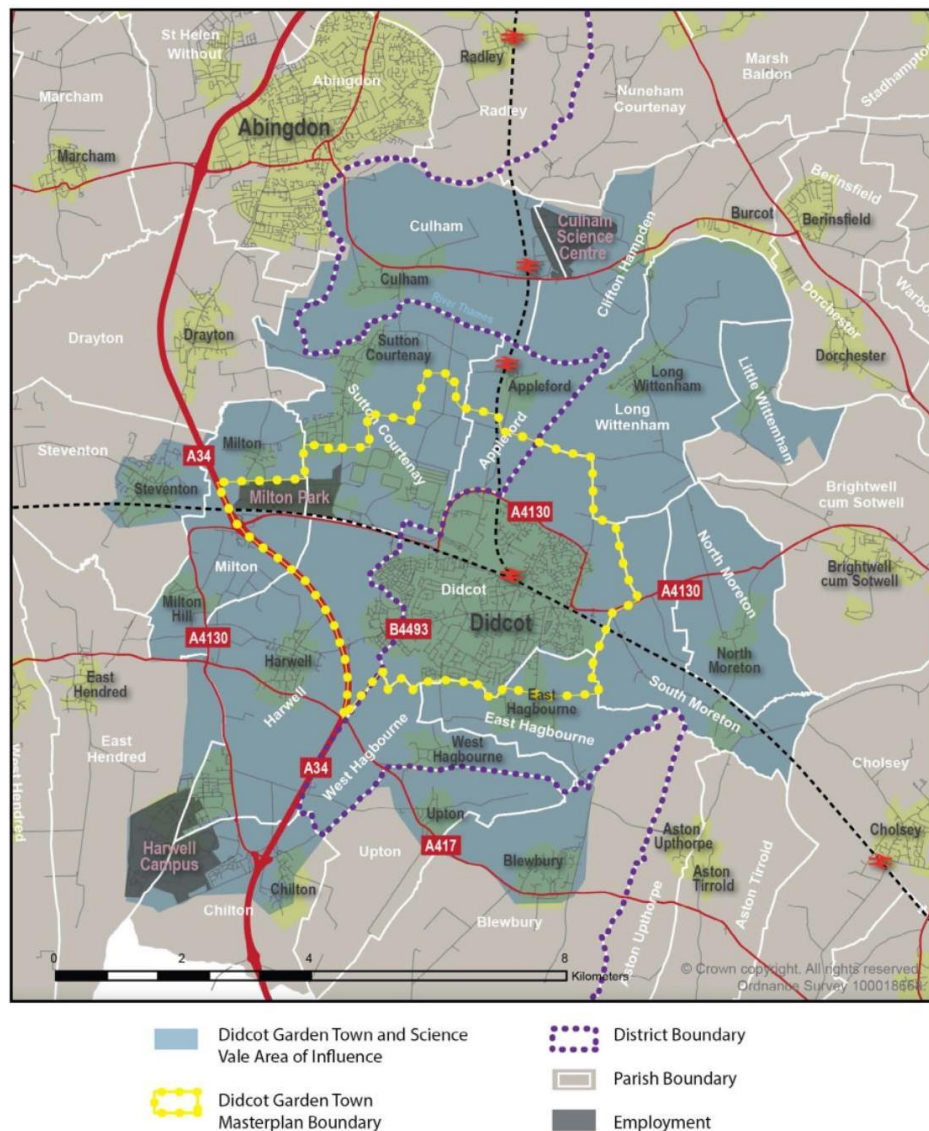 St Helen
Without
Abingdon
Radley
Marsh
Baldon
Stadhampton
Marcham
Radley
Nuneham
Courtenay
Abingdon
Marcham
Berinsfield
Culham
Culham
Science
Centre
Burcot
Berinsfield
Clifton Hampden
Culham
River Thames
Dorchester
Drayton
Drayton
Sutton
Courtenay
Dorchester
Appleford
Long
Wittenham
Little Wittenham
Sutton Courtenay
Appleford
Long
Wittenham
Steventon
Milton
A34
Steventon
Milton Park
Brightwell
cum Sotwell
A4130
North Moreton
Milton
Didcot
A4130
Brightwell
cum Sotwell
Milton
Hill
B4493
Didcot
A4130
Harwell
North
Moreton
East
Hendred
Harwell
East
Hagbourne
South Moreton
East Hagbourne
East
Hendred
West Hagbourne
West
Hagbourne
West Hendred
A34
Cholsey
Upton
Aston
Upthorpe
Cholsey
Harwell
Campus
Upton
A417
Blewbury
Aston
Tirrold
Aston Tirrold
Chilton
Chilton
Blewbury
Aston Upthorpe
0 2 4 8
Kilometers
© Crown copyright. All rights reserved.
Ordnance Survey
Didcot Garden Town and Science
Vale Area of Influence
District Boundary
Parish Boundary
Didcot Garden Town
Masterplan Boundary
Employment